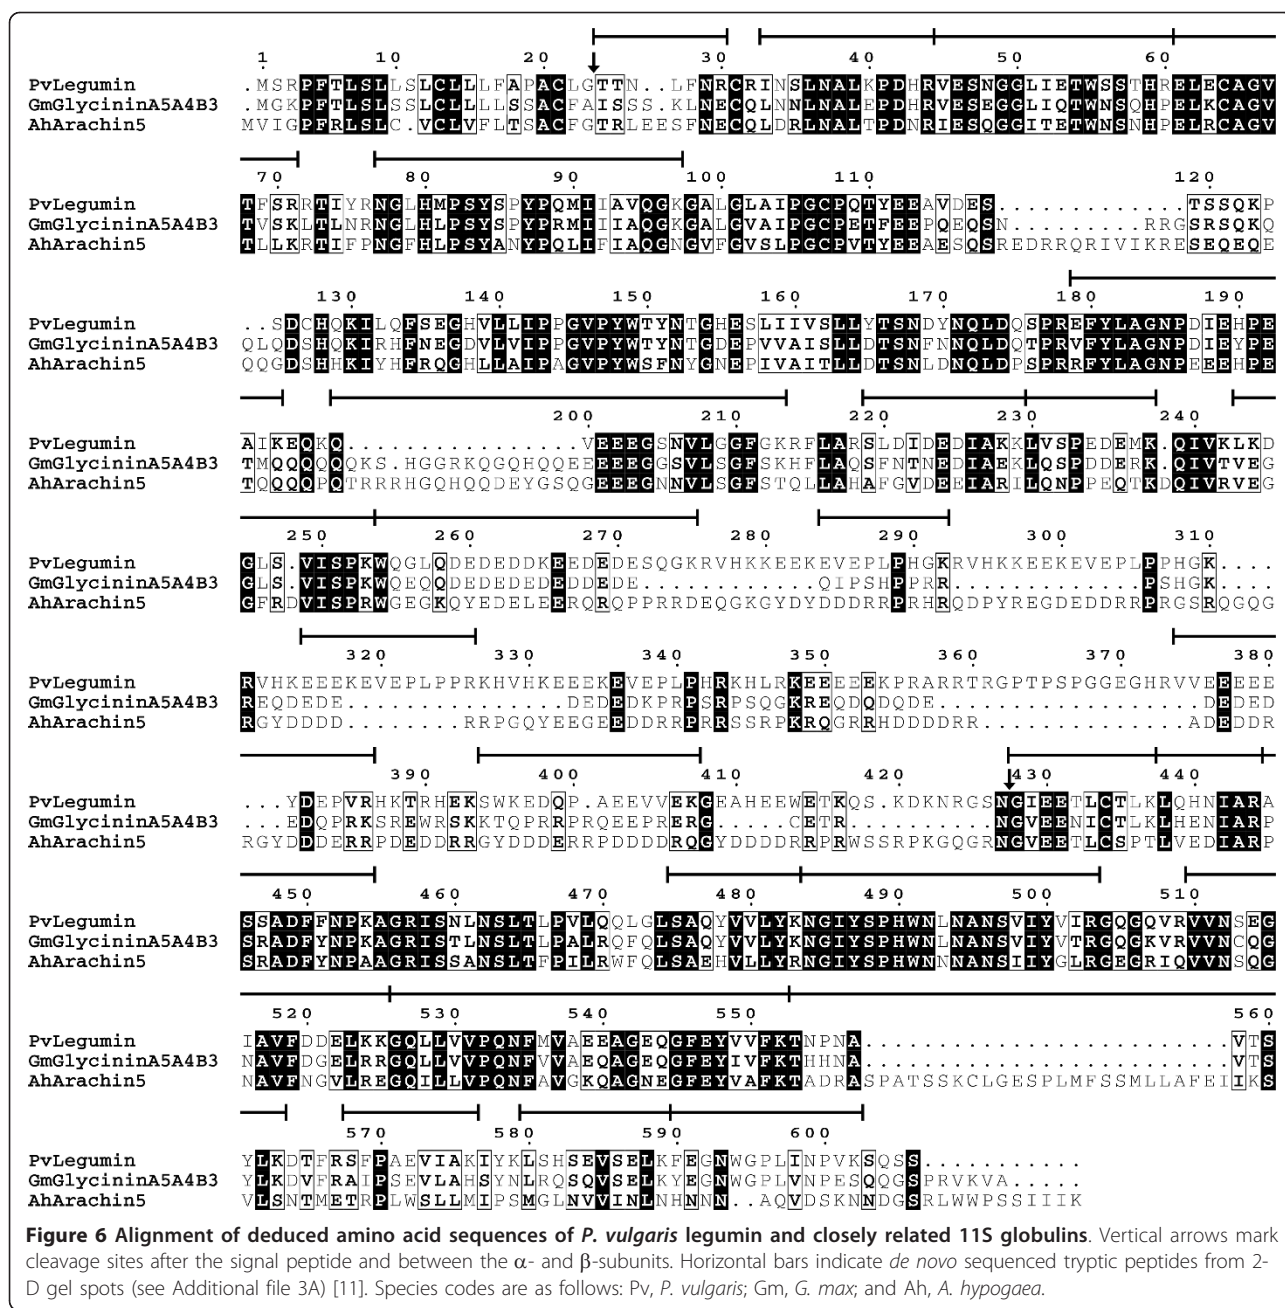 1 10 20 30 40 50 60
PvLegumin .MSRPFTLSLLSLCLLLFAPACLGTTN..LFNRCRINSLNALKPDHRVESNGGLIETWSSTHRELECAGV
GmGlycininA5A4B3 .MGKPFTLSLSSLCLLLLSSACFAISSS.KLNECQLNNLNALEPDHRVESEGGLIQTWNSQHPELKCAGV
AhArachin5 MVIGPFRLSLC.VCLVFLTSACFGTRLEESFNECQLDRLNALTPDNRIESQGGITETWNSNHPELRCAGV
70 80 90 100 110 120
PvLegumin TFSRRTIYRNGLHMPSYSPYPQMIIAVQGKGALGLAIPGCPQTYEEAVDES.............TSSQKP
GmGlycininA5A4B3 TVSKLTLNRNGLHLPSYSPYPRMIIIAQGKGALGVAIPGCPETFEEPQEQSN.........RRGSRSQKQ
AhArachin5 TLLKRTIFPNGFHLPSYANYPQLIFIAQGNGVFGVSLPGCPVTYEEAESQSREDRRQRIVIKRESEQEQE
130 140 150 160 170 180 190
PvLegumin ..SDCHQKILQFSEGHVLLIPPGVPYWTYNTGHESLIIVSLLYTSNDYNQLDQSPREFYLAGNPDIEHPE
GmGlycininA5A4B3 QLQDSHQKIRHFNEGDVLVIPPGVPYWTYNTGDEPVVAISLLDTSNFNNQLDQTPRVFYLAGNPDIEYPE
AhArachin5 QQGDSHHKIYHFRQGHLLAIPAGVPYWSFNYGNEPIVAITLLDTSNLDNQLDPSPRRFYLAGNPEEEHPE
200 210 220 230 240
PvLegumin AIKEQKQ................VEEEGSNVLGGFGKRFLARSLDIDEDIAKKLVSPEDEMK.QIVKLKD
GmGlycininA5A4B3 TMQQQQQQKS.HGGRKQGQHQQEEEEEGGSVLSGFSKHFLAQSFNTNEDIAEKLQSPDDERK.QIVTVEG
AhArachin5 TQQQQPQTRRRHGQHQQDEYGSQGEEEGNNVLSGFSTQLLAHAFGVDEEIARILQNPPEQTKDQIVRVEG
250 260 270 280 290 300 310
PvLegumin GLS.VISPKWQGLQDEDEDDKEEDEDESQGKRVHKKEEKEVEPLPHGKRVHKKEEKEVEPLPPHGK....
GmGlycininA5A4B3 GLS.VISPKWQEQQDEDEDEDEDDEDE............QIPSHPPRR.............PSHGK....
AhArachin5 GFRDVISPRWGEGKQYEDELEERQRQPPRRDEQGKGYDYDDDRRPRHRQDPYREGDEDDRRPRGSRQGQG
320 330 340 350 360 370 380
PvLegumin RVHKEEEKEVEPLPPRKHVHKEEEKEVEPLPHRKHLRKEEEEEKPRARRTRGPTPSPGGEGHRVVEEEEE
GmGlycininA5A4B3 REQDEDE...............DEDEDKPRPSRPSQGKREQDQDQDE..................DEDED
AhArachin5 RGYDDDD........RRPGQYEEGEEDDRRPRRSSRPKRQGRRHDDDDRR..............ADEDDR
390 400 410 420 430 440
PvLegumin ...YDEPVRHKTRHEKSWKEDQP.AEEVVEKGEAHEEWETKQS.KDKNRGSNGIEETLCTLKLQHNIARA
GmGlycininA5A4B3 ...EDQPRKSREWRSKKTQPRRPRQEEPRERG.....CETR..........NGVEENICTLKLHENIARP
AhArachin5 RGYDDDERRPDEDDRRGYDDDERRPDDDDRQGYDDDDRRPRWSSRPKGQGRNGVEETLCSPTLVEDIARP
450 460 470 480 490 500 510
PvLegumin SSADFFNPKAGRISNLNSLTLPVLQQLGLSAQYVVLYKNGIYSPHWNLNANSVIYVIRGQGQVRVVNSEG
GmGlycininA5A4B3 SRADFYNPKAGRISTLNSLTLPALRQFQLSAQYVVLYKNGIYSPHWNLNANSVIYVTRGQGKVRVVNCQG
AhArachin5 SRADFYNPAAGRISSANSLTFPILRWFQLSAEHVLLYRNGIYSPHWNNNANSIIYGLRGEGRIQVVNSQG
520 530 540 550 560
PvLegumin IAVFDDELKKGQLLVVPQNFMVAEEAGEQGFEYVVFKTNPNA.........................VTS
GmGlycininA5A4B3 NAVFDGELRRGQLLVVPQNFVVAEQAGEQGFEYIVFKTHHNA.........................VTS
AhArachin5 NAVFNGVLREGQILLVPQNFAVGKQAGNEGFEYVAFKTADRASPATSSKCLGESPLMFSSMLLAFEIIKS
570 580 590 600
PvLegumin YLKDTFRSFPAEVIAKIYKLSHSEVSELKFEGNWGPLINPVKSQSS...........
GmGlycininA5A4B3 YLKDVFRAIPSEVLAHSYNLRQSQVSELKYEGNWGPLVNPESQQGSPRVKVA.....
AhArachin5 VLSNTMETRPLWSLLMIPSMGLNVVINLNHNNN..AQVDSKNNDGSRLWWPSSIIIK
Figure 6 Alignment of deduced amino acid sequences of P. vulgaris legumin and closely related 11S globulins. Vertical arrows mark
cleavage sites after the signal peptide and between the α- and β-subunits. Horizontal bars indicate de novo sequenced tryptic peptides from 2-
D gel spots (see Additional file 3A) [11]. Species codes are as follows: Pv, P. vulgaris; Gm, G. max; and Ah, A. hypogaea.